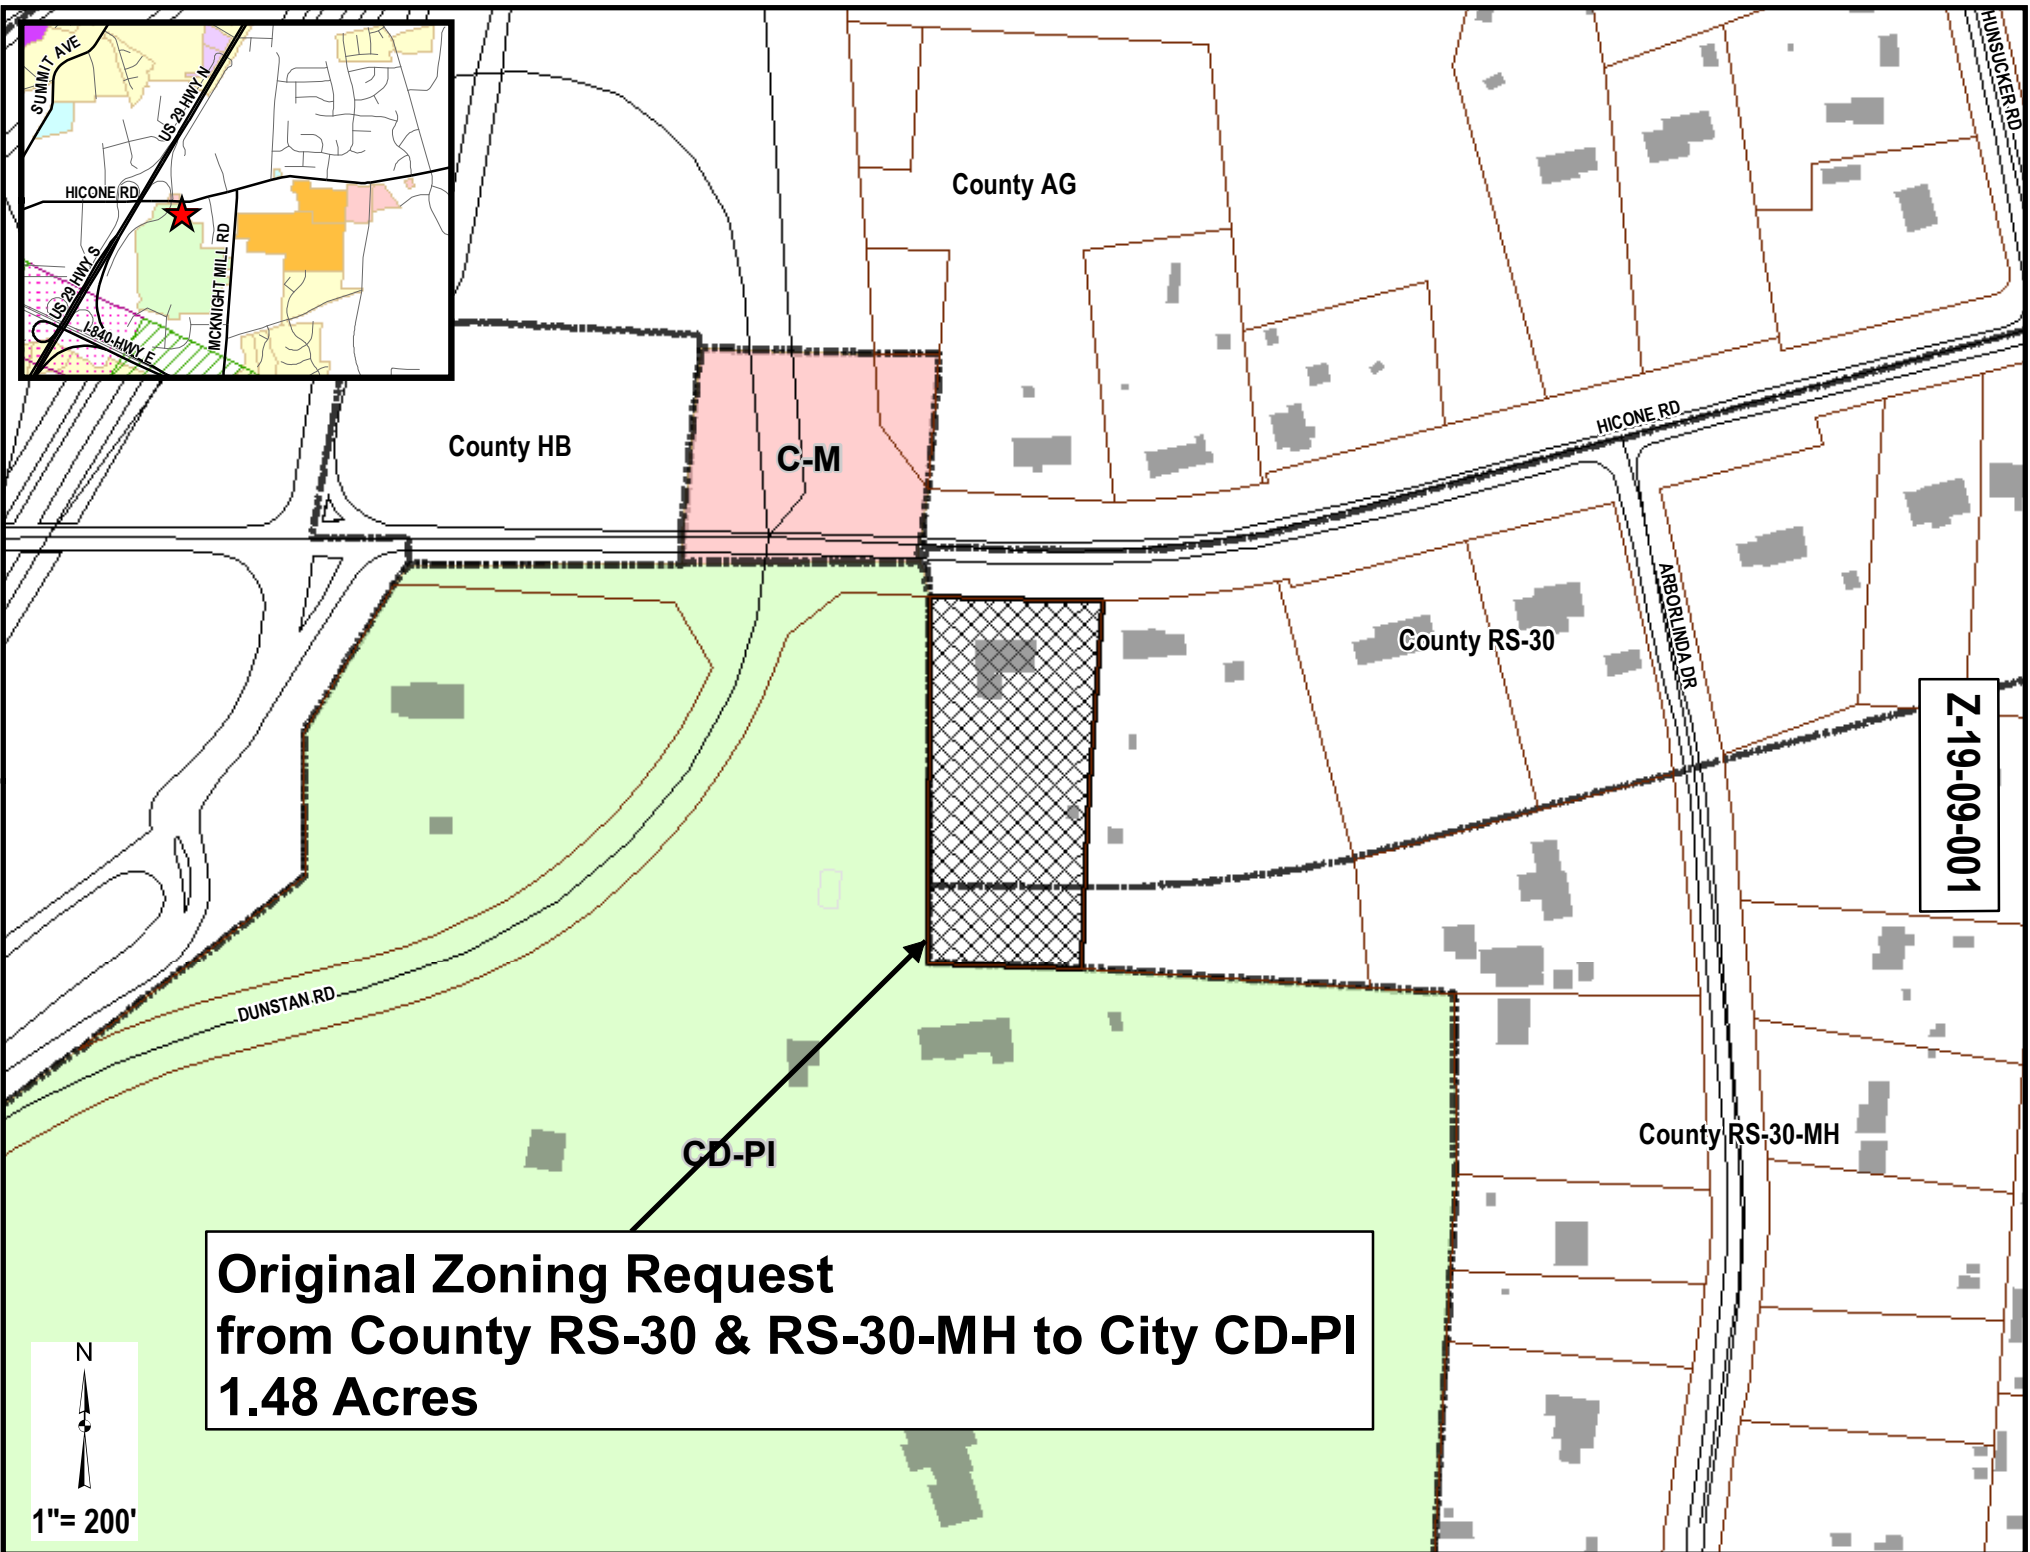 SUMMIT AVE
US 29 HWY N
HICONE RD
MCKNIGHT MILL RD
US 29 HWY S
I-840 HWY E
HUNSUCKER RD
County AG
County HB
C-M
HICONE RD
County RS-30
ARBORLINDA DR
Z-19-09-001
DUNSTAN RD
CD-PI
County RS-30-MH
Original Zoning Request
from County RS-30 & RS-30-MH to City CD-PI
1.48 Acres
N
1"= 200'